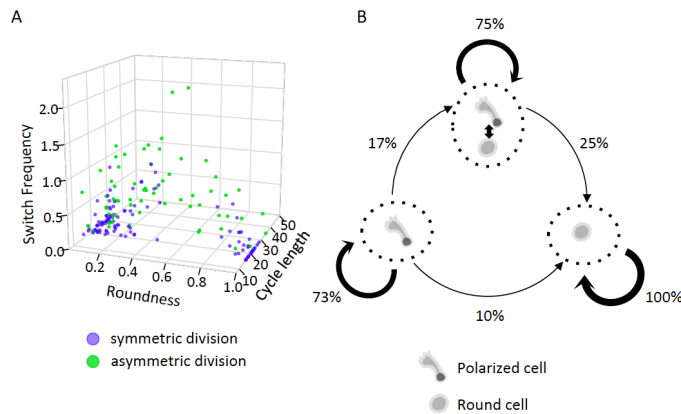 A
Switch Frequency
2.0
1.5
1.0
0.5
0.0
0.2
0.4
0.6
0.8
1.0
Roundness
10
20
30
40
50
Cycle length
symmetric division
asymmetric division
B
75%
17%
25%
73%
10%
100%
Polarized cell
Round cell